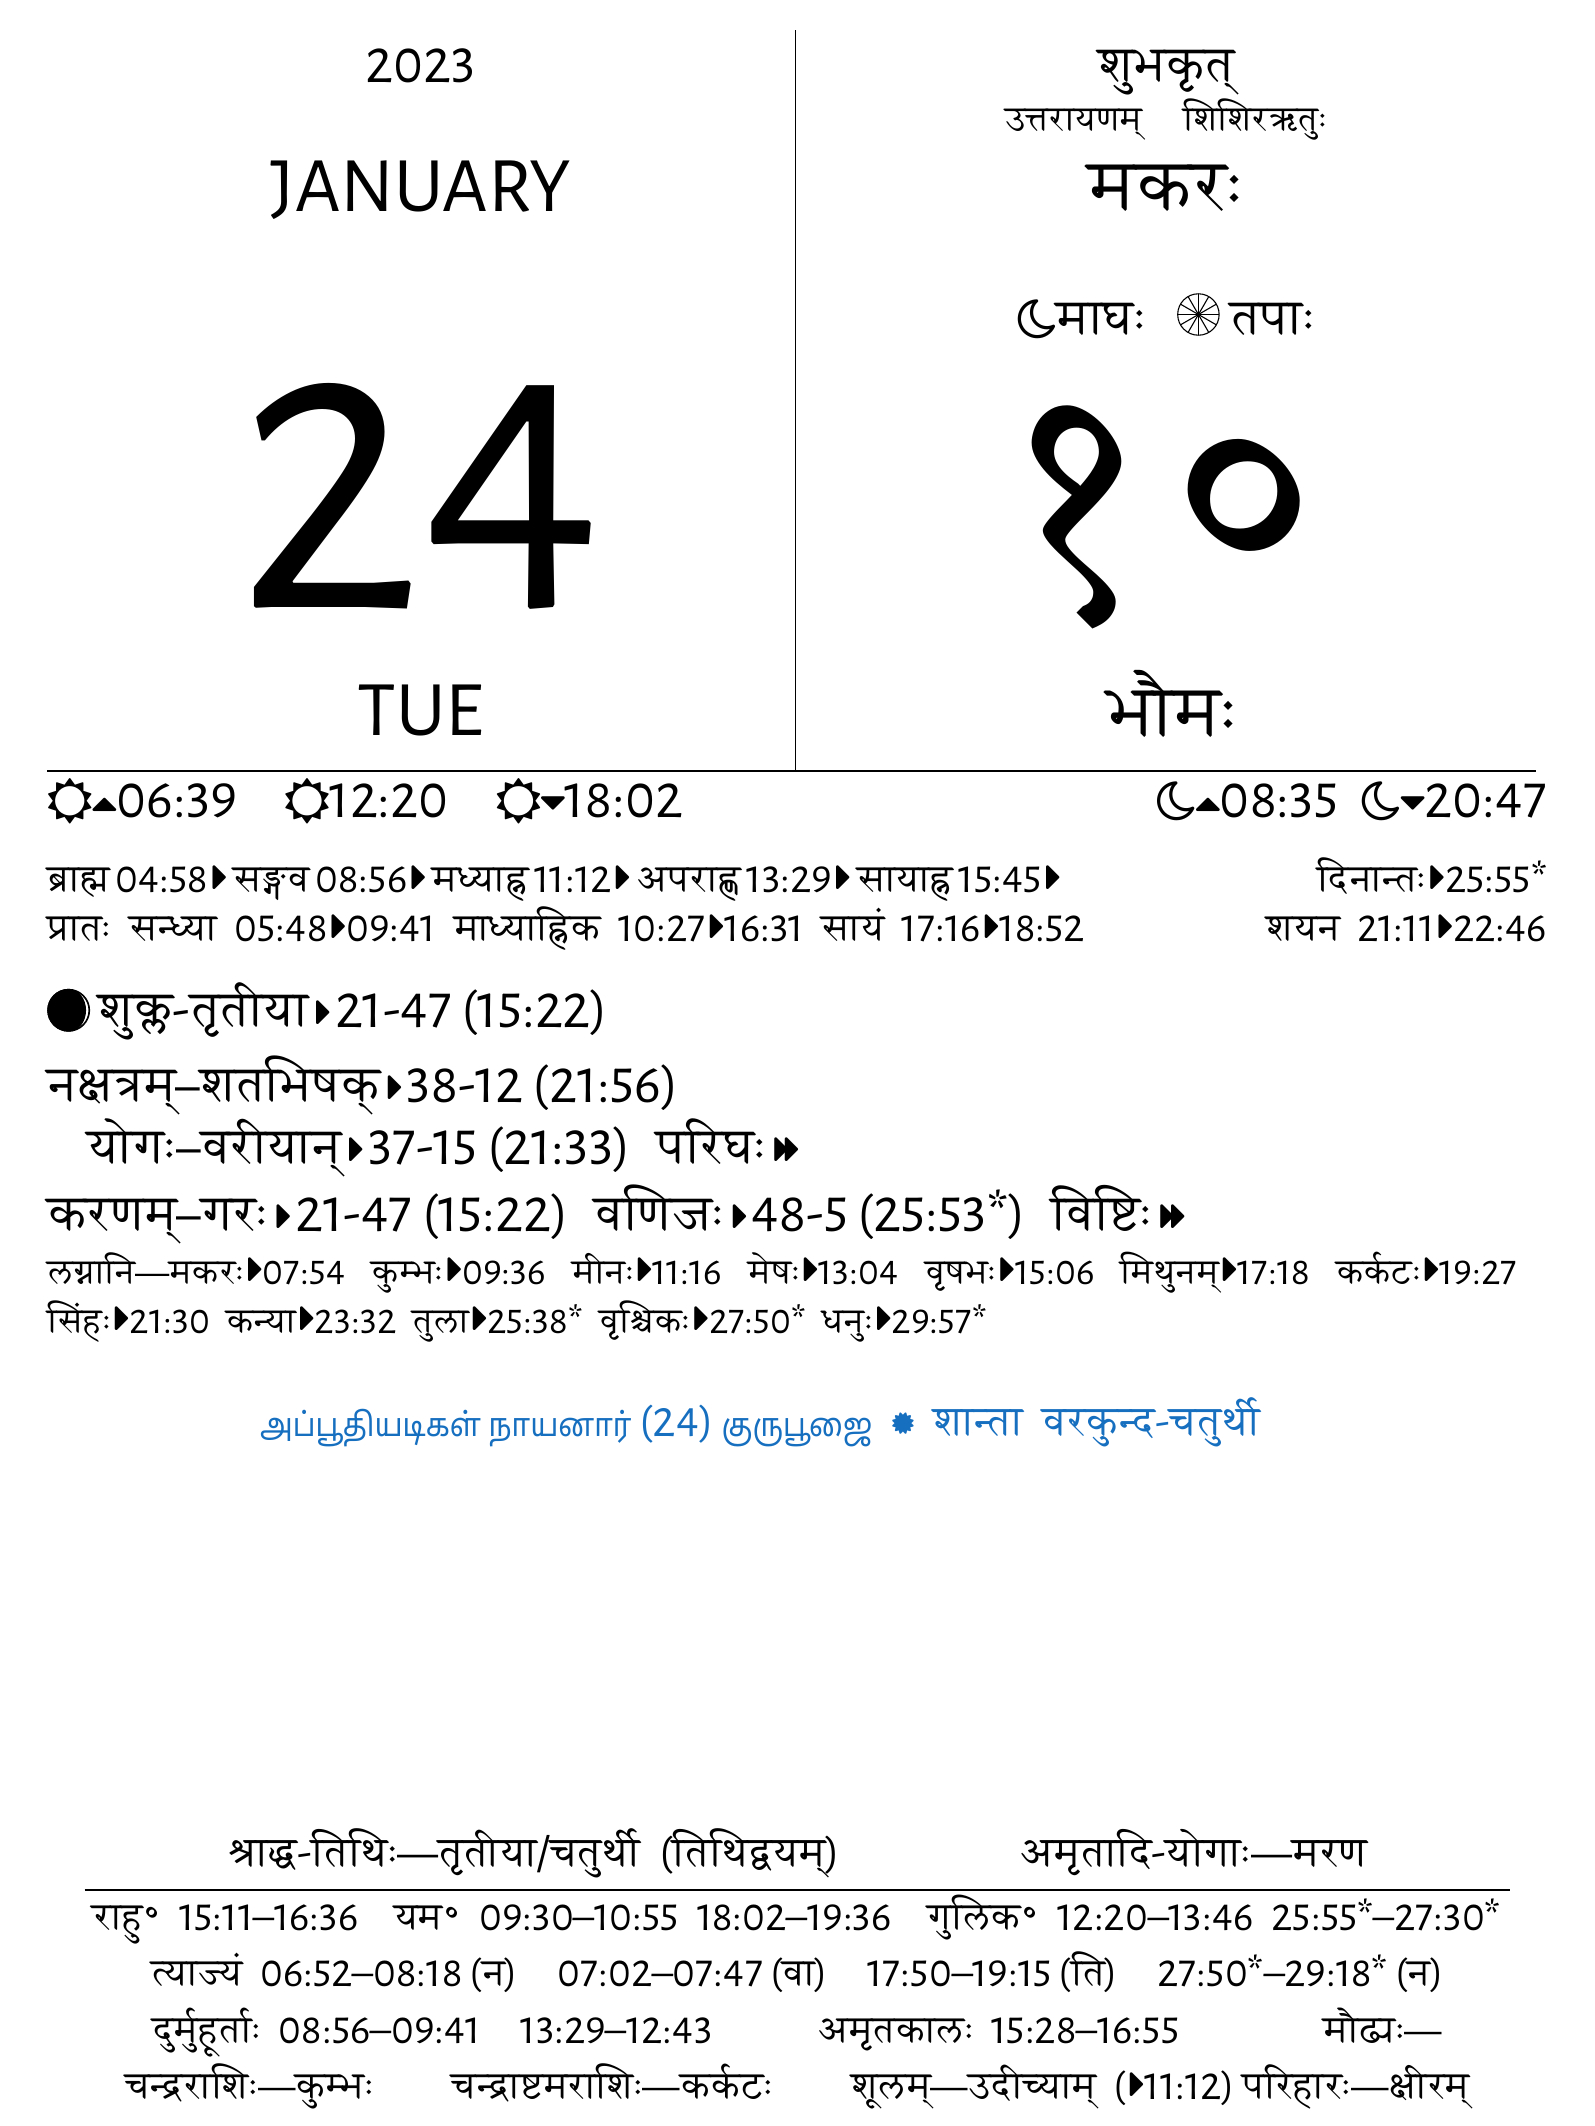 2023
JANUARY
24
TUE
शुभकृत्
उत्तरायणम् शिशिरऋतुः
मकरः
माघः तपाः
१०
भौमः
06:39 12:20 18:02 08:35 20:47
ब्राह्म 04:58 सङ्गव 08:56 मध्याह्न 11:12 अपराह्ण 13:29 सायाह्न 15:45 दिनान्तः 25:55*
प्रातः सन्ध्या 05:48 09:41 माध्याह्निक 10:27 16:31 सायं 17:16 18:52 शयन 21:11 22:46
शुक्ल-तृतीया 21-47 (15:22)
नक्षत्रम्–शतभिषक् 38-12 (21:56)
योगः–वरीयान् 37-15 (21:33) परिघः
करणम्–गरः 21-47 (15:22) वणिजः 48-5 (25:53*) विष्टिः
लग्नानि—मकरः 07:54 कुम्भः 09:36 मीनः 11:16 मेषः 13:04 वृषभः 15:06 मिथुनम् 17:18 कर्कटः 19:27
सिंहः 21:30 कन्या 23:32 तुला 25:38* वृश्चिकः 27:50* धनुः 29:57*
அப்பூதியடிகள் நாயனார் (24) குருபூஜை शान्ता वरकुन्द-चतुर्थी
श्राद्ध-तिथिः—तृतीया/चतुर्थी (तिथिद्वयम्) अमृतादि-योगाः—मरण
राहु॰ 15:11–16:36 यम॰ 09:30–10:55 18:02–19:36 गुलिक॰ 12:20–13:46 25:55*–27:30*
त्याज्यं 06:52–08:18 (न) 07:02–07:47 (वा) 17:50–19:15 (ति) 27:50*–29:18* (न)
दुर्मुहूर्ताः 08:56–09:41 13:29–12:43 अमृतकालः 15:28–16:55 मौढ्यः—
चन्द्रराशिः—कुम्भः चन्द्राष्टमराशिः—कर्कटः शूलम्—उदीच्याम् (11:12) परिहारः—क्षीरम्